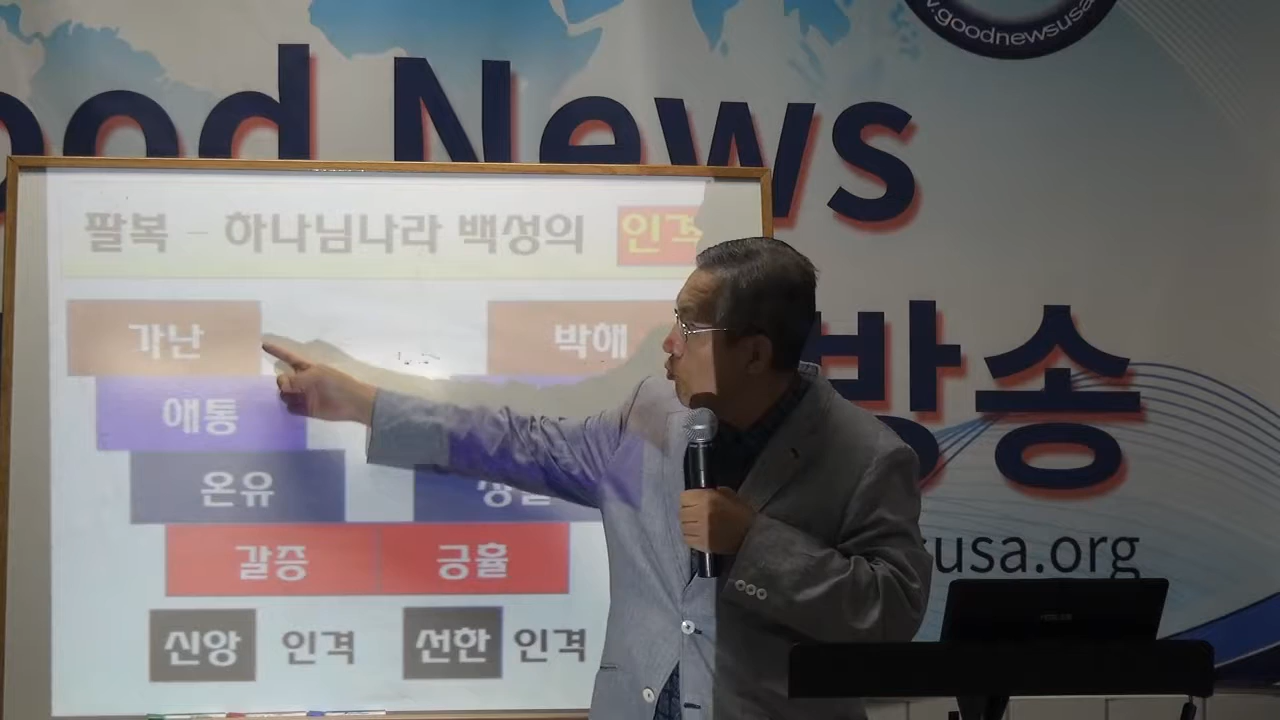 www.goodnewsusa
Good News
방송
usa.org
팔복 - 하나님나라 백성의 인격
가난 박해
애통
온유
갈증 긍휼
신앙 인격 선한 인격